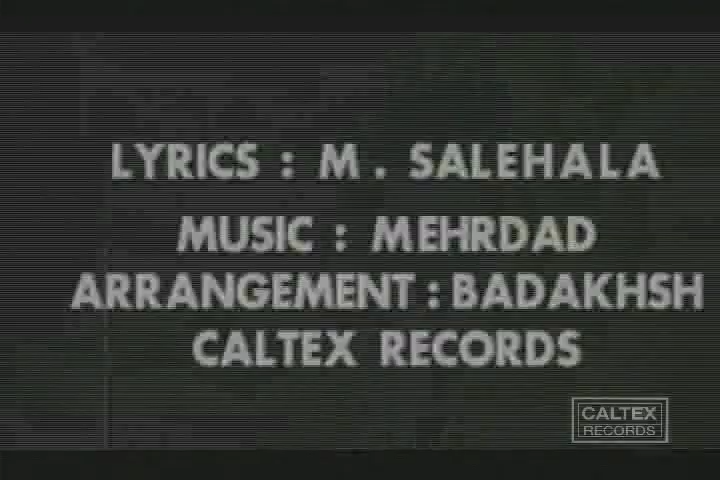 LYRICS : M . SALEHALA
MUSIC : MEHRDAD
ARRANGEMENT : BADAKHSH
CALTEX RECORDS
CALTEX
RECORDS